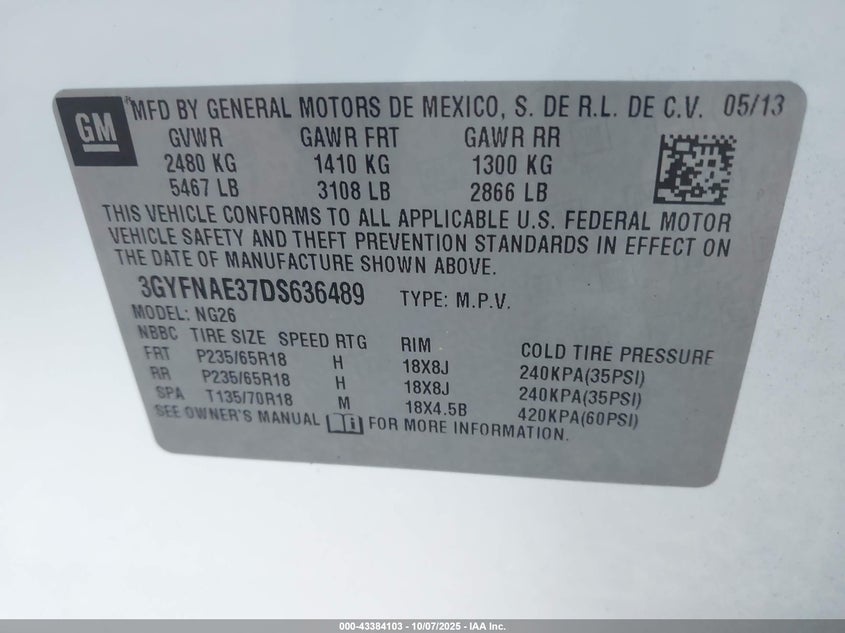 GM
MFD BY GENERAL MOTORS DE MEXICO, S. DE R.L. DE C.V. 05/13
GVWR GAWR FRT GAWR RR
2480 KG 1410 KG 1300 KG
5467 LB 3108 LB 2866 LB
THIS VEHICLE CONFORMS TO ALL APPLICABLE U.S. FEDERAL MOTOR
VEHICLE SAFETY AND THEFT PREVENTION STANDARDS IN EFFECT ON
THE DATE OF MANUFACTURE SHOWN ABOVE.
3GYFNAE37DS636489 TYPE: M.P.V.
MODEL: NG26
NBBC TIRE SIZE SPEED RTG RIM COLD TIRE PRESSURE
FRT P235/65R18 H 18X8J 240KPA(35PSI)
RR P235/65R18 H 18X8J 240KPA(35PSI)
SPA T135/70R18 M 18X4.5B 420KPA(60PSI)
SEE OWNER'S MANUAL i FOR MORE INFORMATION.
000-43384103 | 10/07/2025 - IAA Inc.